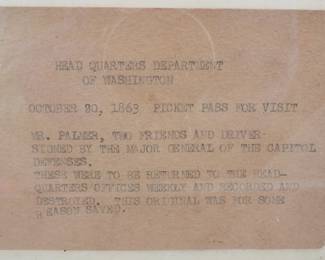 HEAD QUARTERS DEPARTMENT
OF WASHINGTON
OCTOBER 20, 1863 PICKET PASS FOR VISIT
MR. PALMER, TWO FRIENDS AND DRIVER-
SIGNED BY THE MAJOR GENERAL OF THE CAPITOL
DEFENSES.
THESE WERE TO BE RETURNED TO THE HEAD-
QUARTERS OFFICES WEEKLY AND RECORDED AND
DESTROYED. THIS ORIGINAL WAS FOR SOME
REASON SAVED.